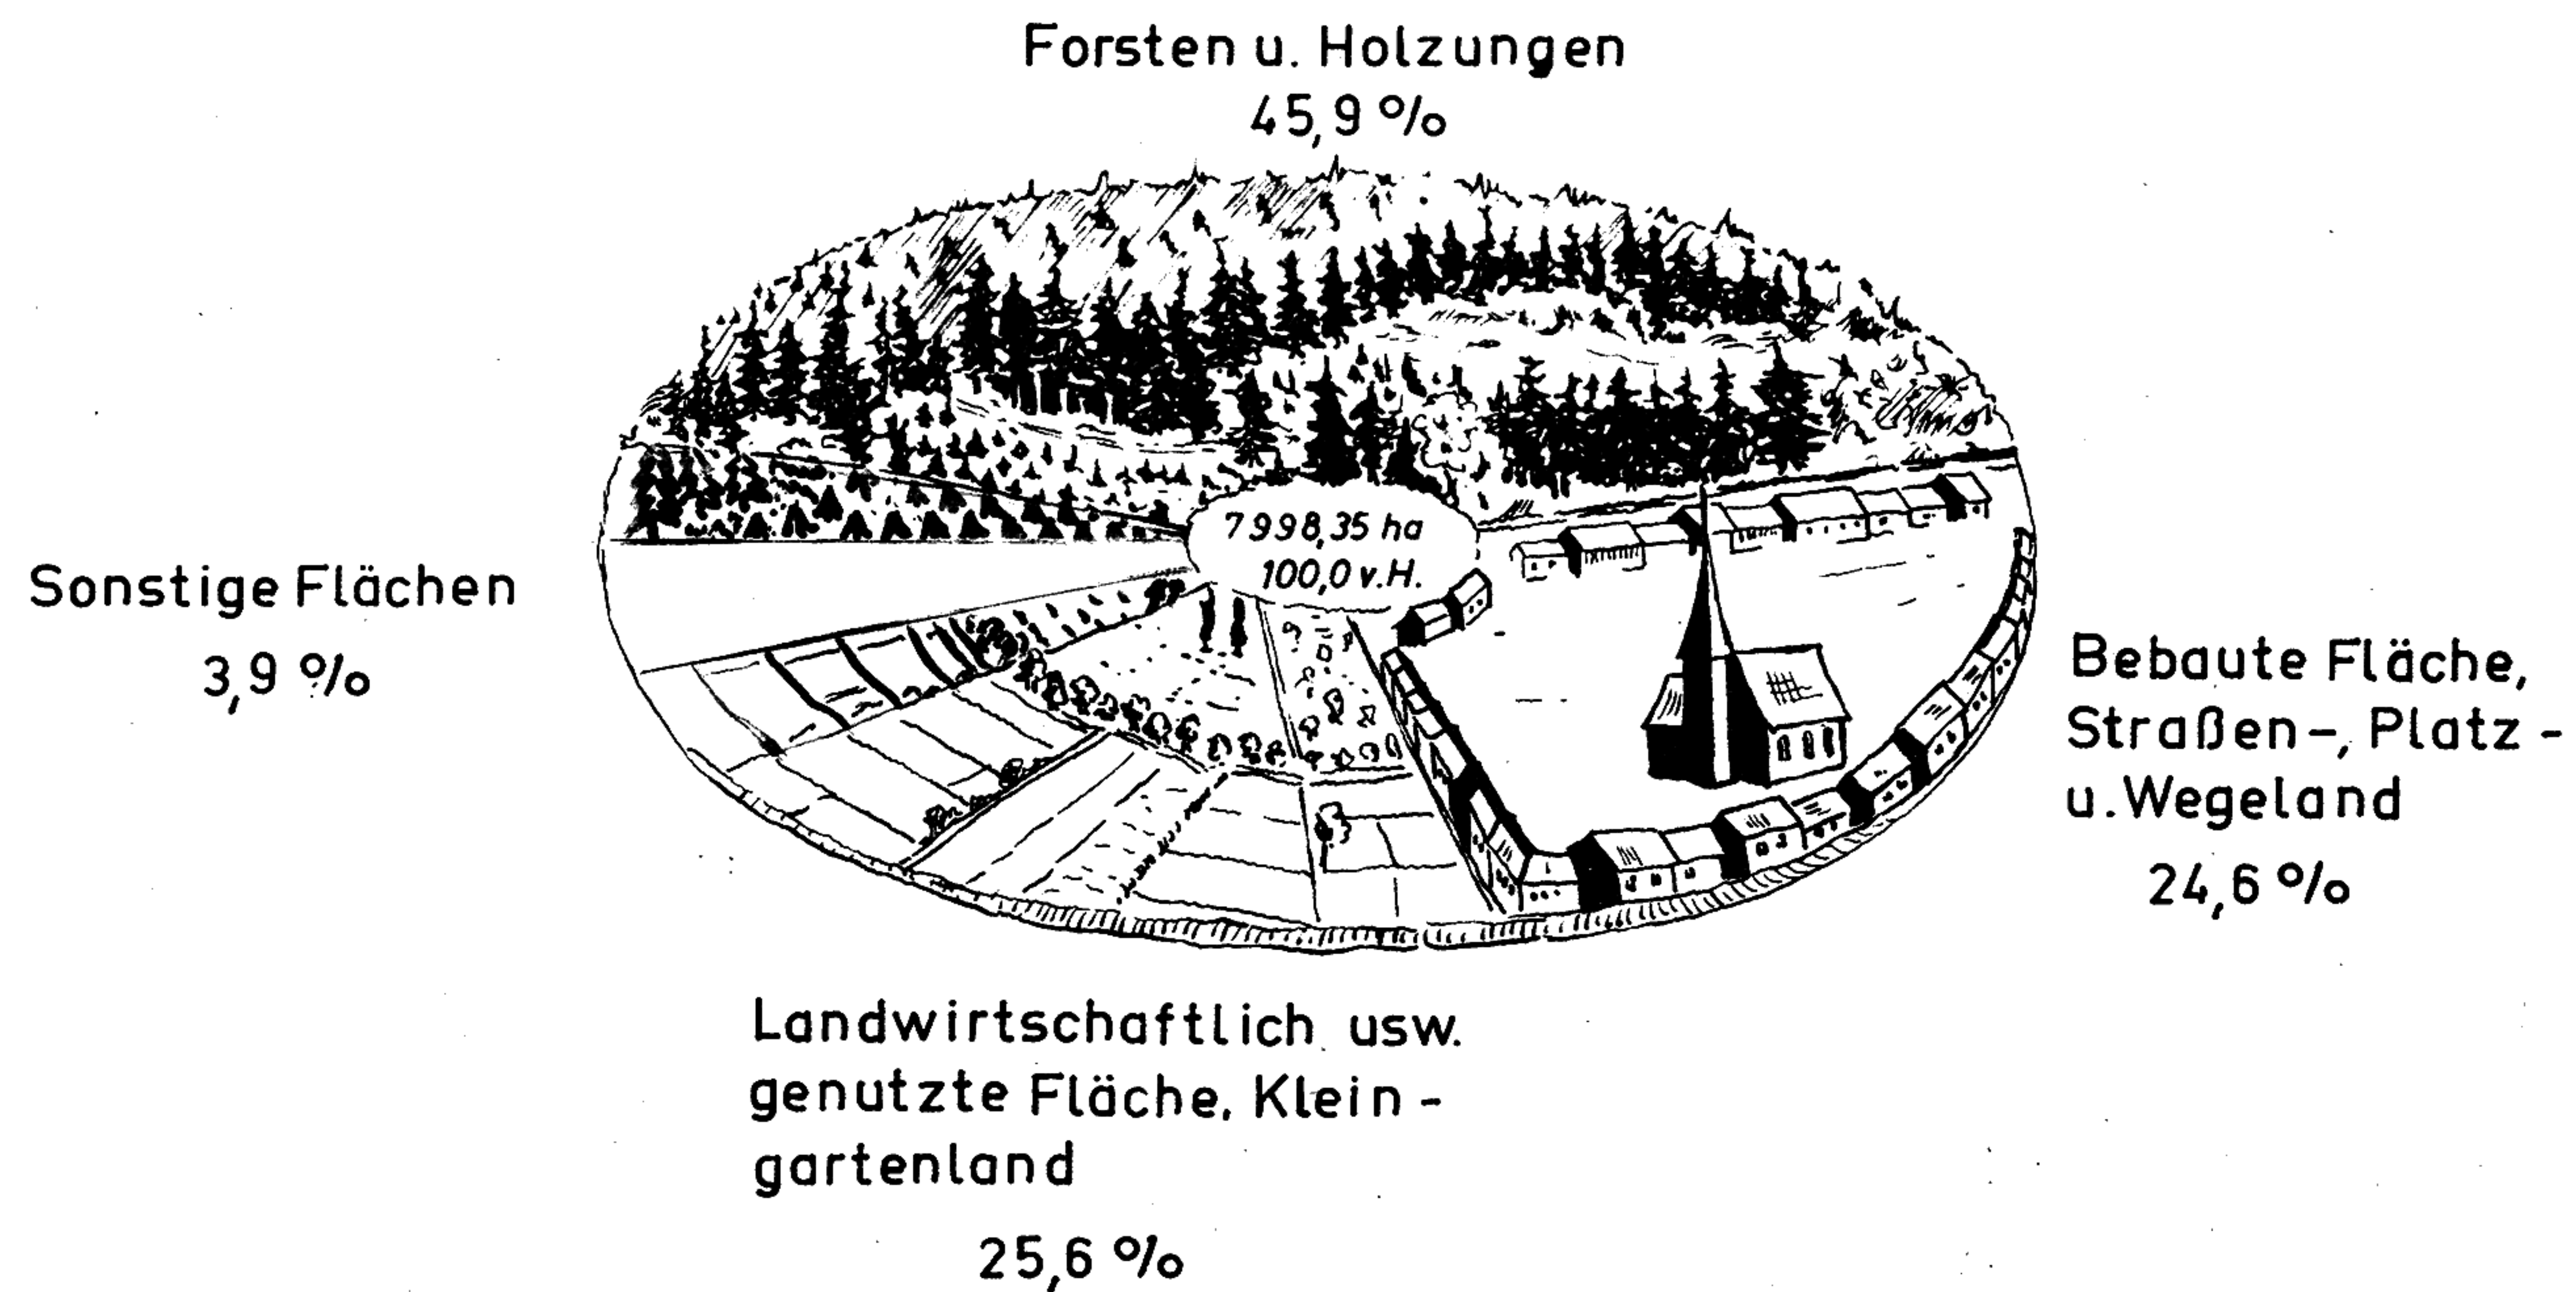 Forsten u. Holzungen
45,9 %
7998,35 ha
100,0 v.H.
Sonstige Flächen
3,9 %
Bebaute Fläche,
Straßen-, Platz -
u. Wegeland
24,6 %
Landwirtschaftlich usw.
genutzte Fläche, Klein -
gartenland
25,6 %